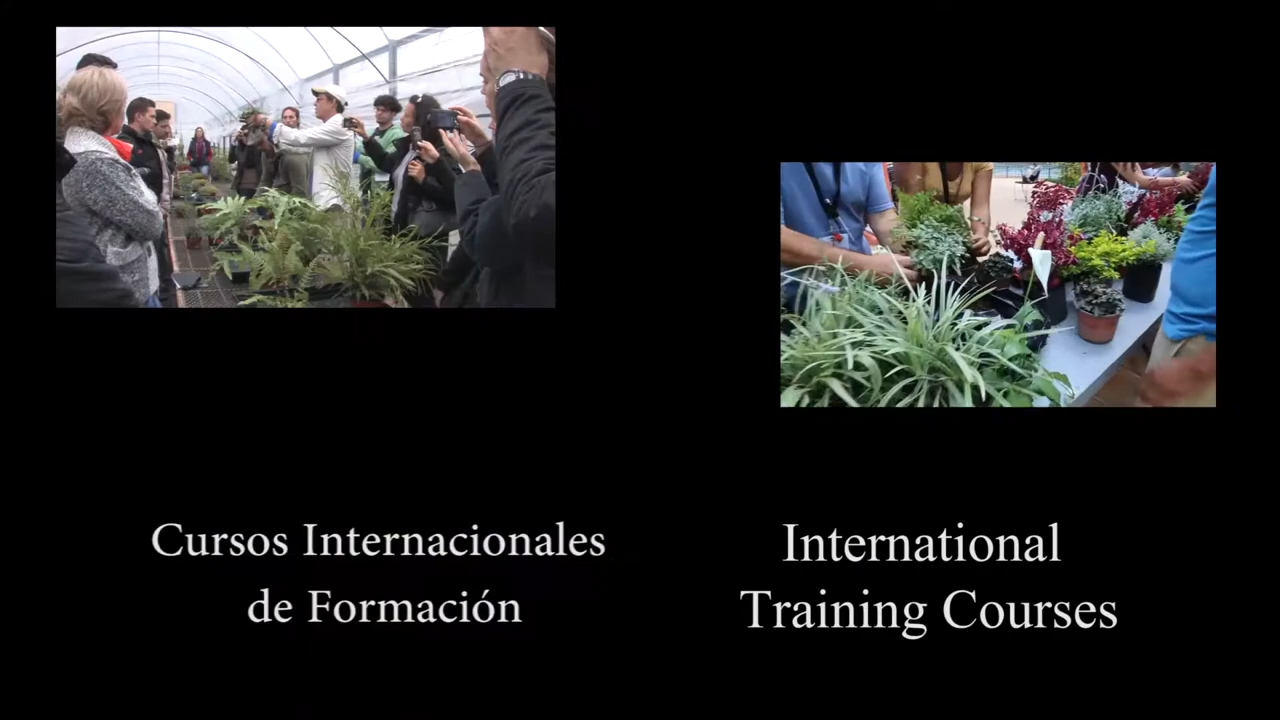 Cursos Internacionales
de Formación
International
Training Courses